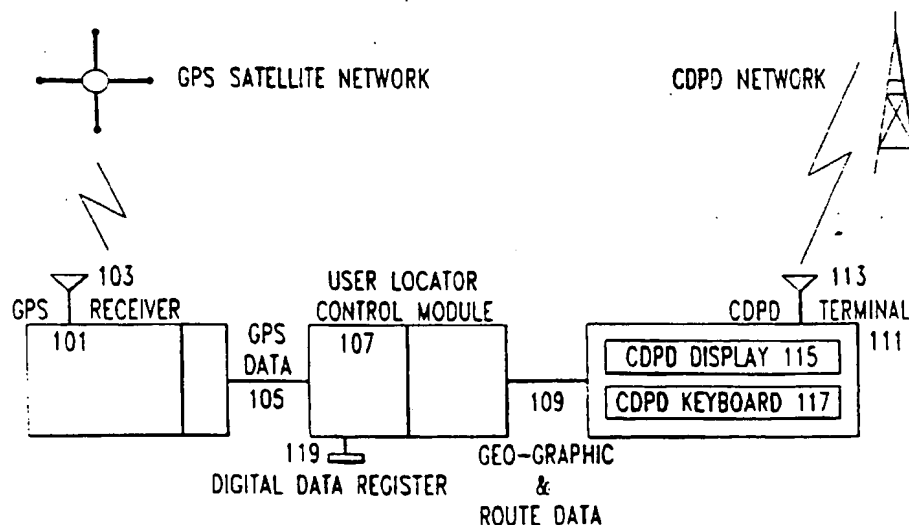 GPS SATELLITE NETWORK
CDPD NETWORK
103
GPS RECEIVER
101
GPS
DATA
105
USER LOCATOR
CONTROL MODULE
107
119
DIGITAL DATA REGISTER
109
GEO-GRAPHIC
&
ROUTE DATA
113
CDPD TERMINAL
111
CDPD DISPLAY 115
CDPD KEYBOARD 117